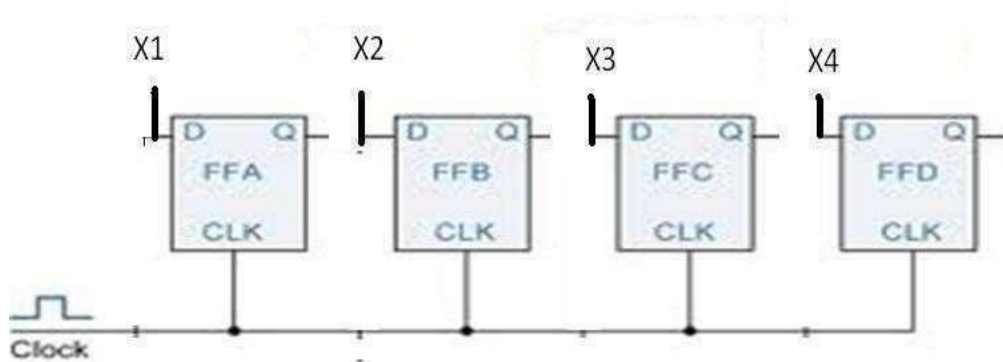 X1 X2 X3 X4
D Q D Q D Q D Q
FFA FFB FFC FFD
CLK CLK CLK CLK
Clock